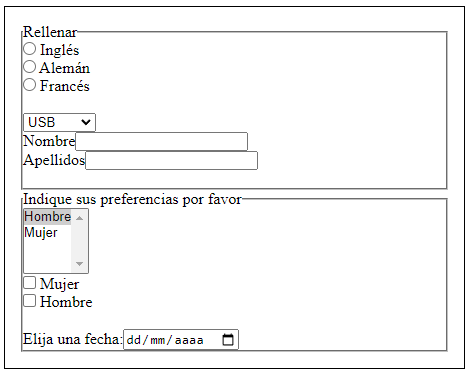 Rellenar
Inglés
Alemán
Francés
USB
Nombre
Apellidos
Indique sus preferencias por favor
Hombre
Mujer
Mujer
Hombre
Elija una fecha: dd/mm/aaaa